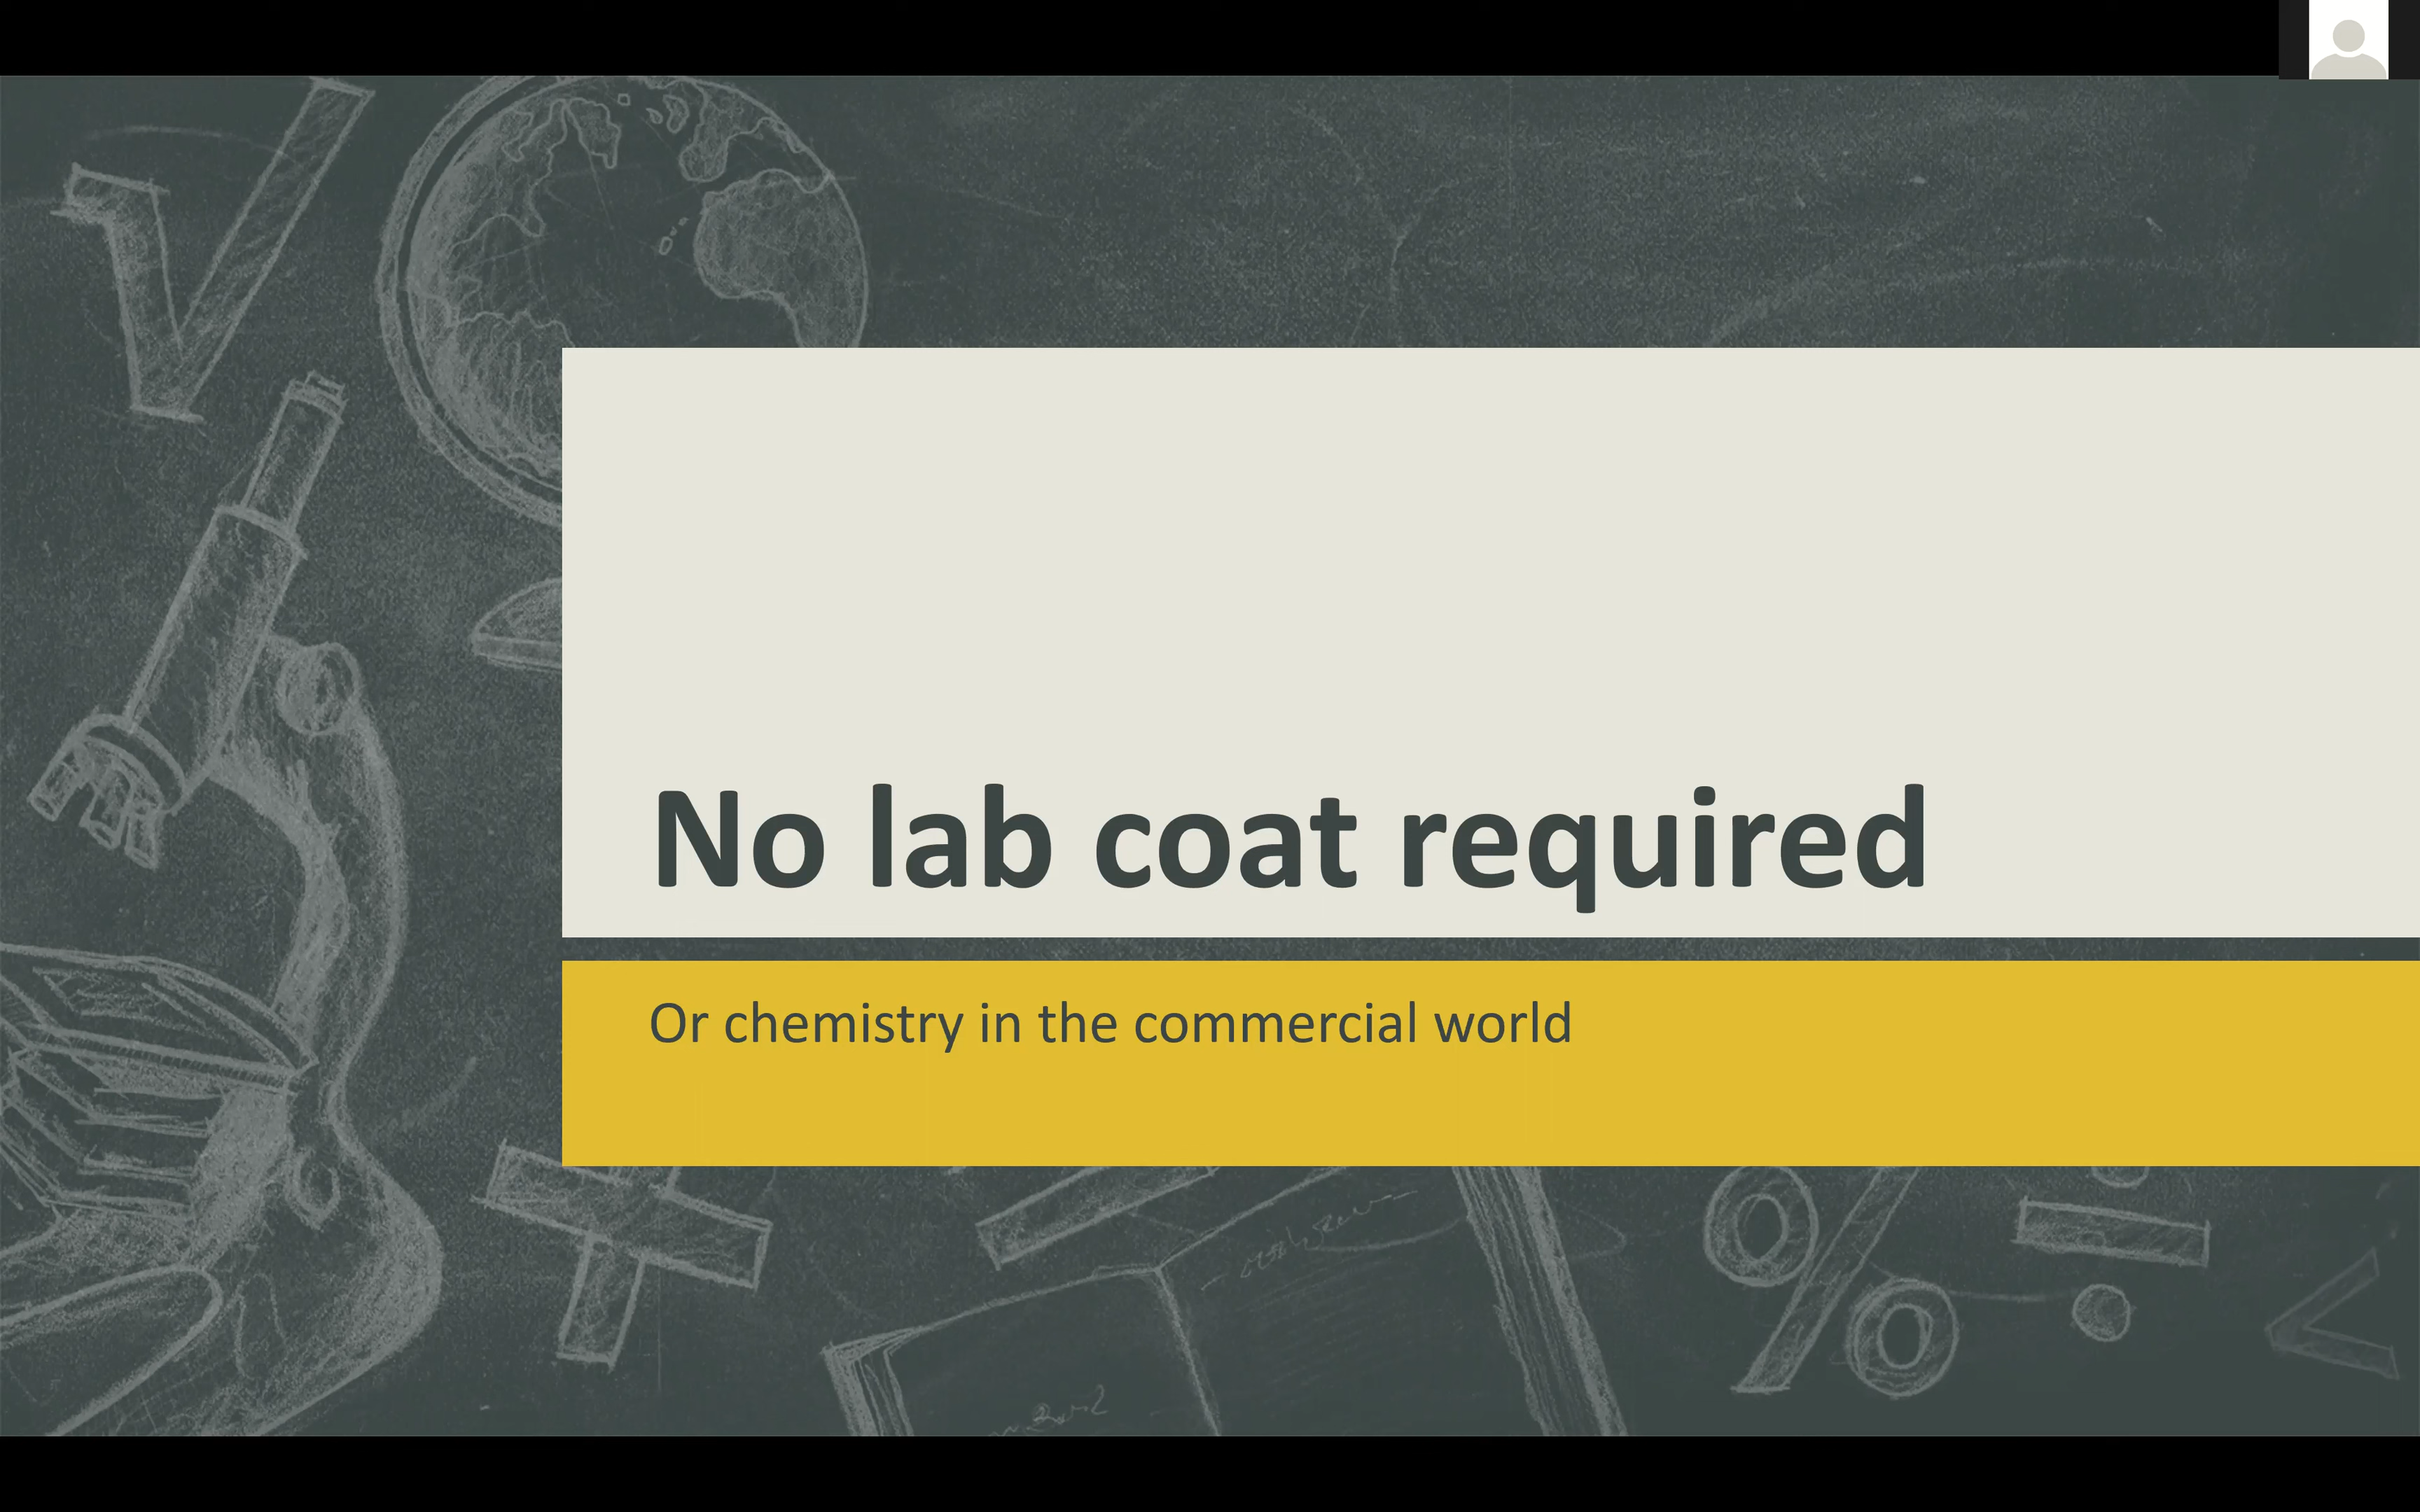 No lab coat required
Or chemistry in the commercial world